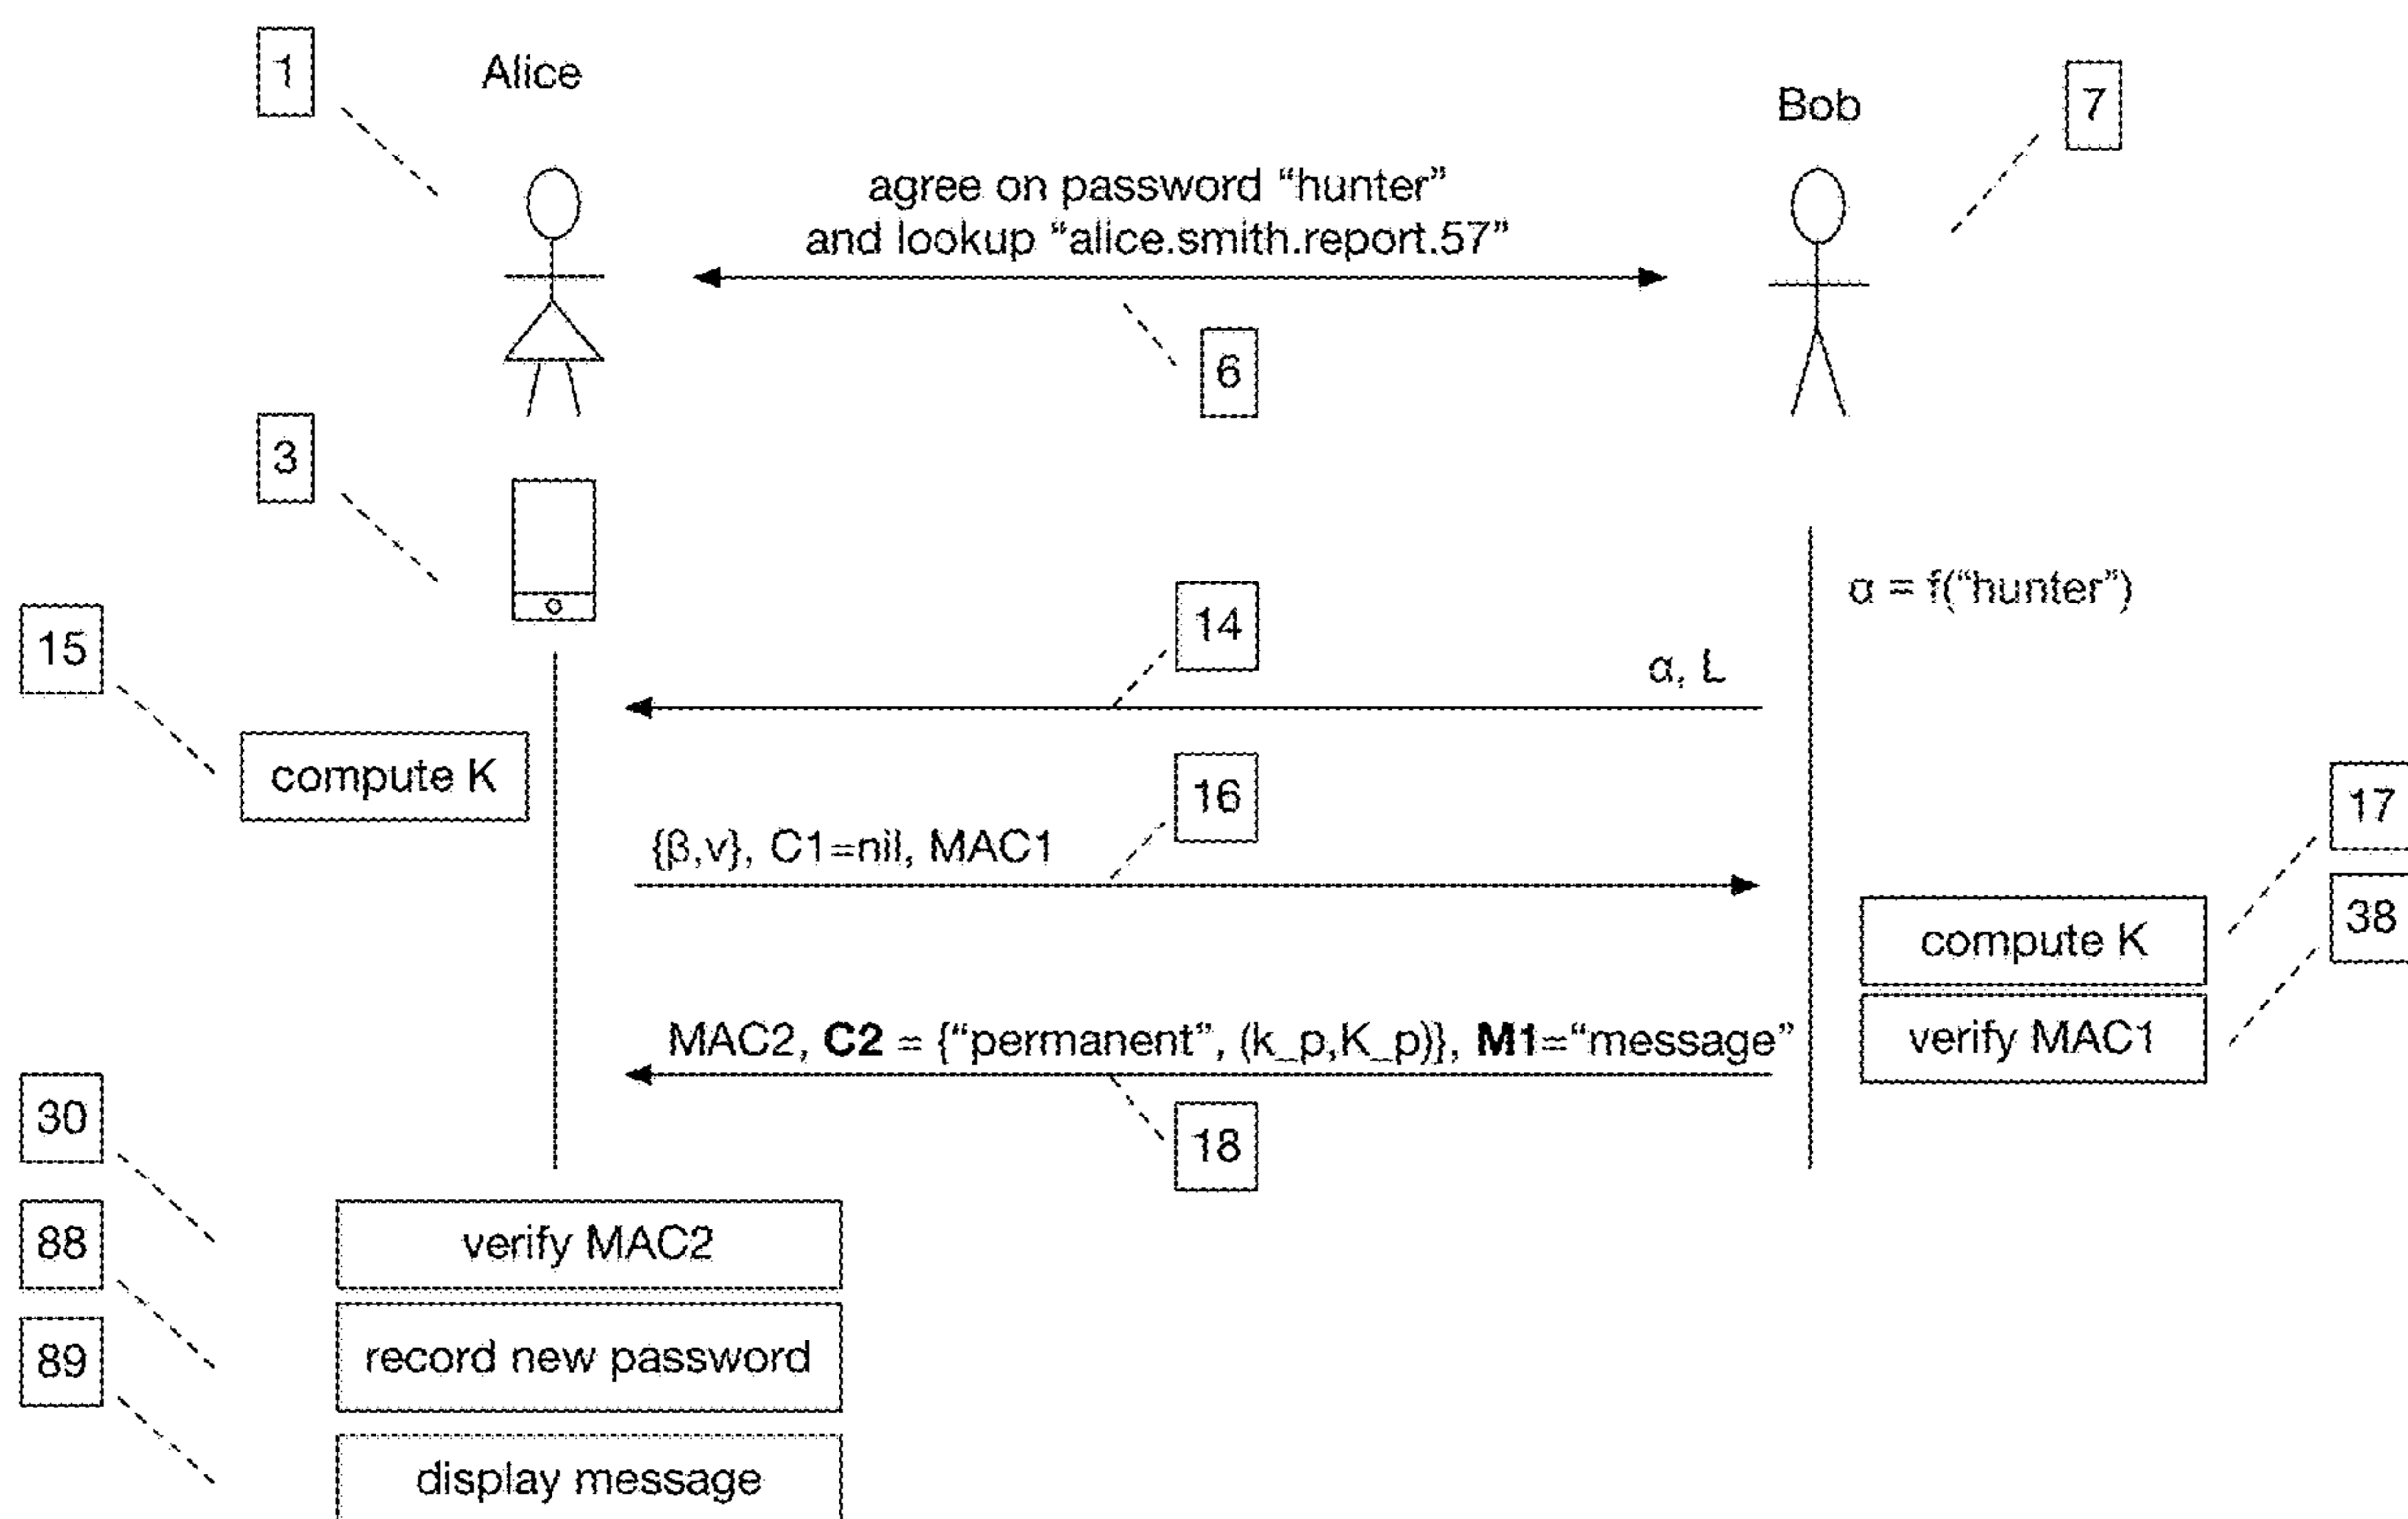 1
Alice
Bob
7
agree on password “hunter”
and lookup “alice.smith.report.57”
6
3
α = f(“hunter”)
14
15
α, L
compute K
16
17
{β,v}, C1=nil, MAC1
38
compute K
MAC2, C2 = {“permanent”, (k_p,K_p)}, M1=“message”
verify MAC1
30
18
88
verify MAC2
89
record new password
display message